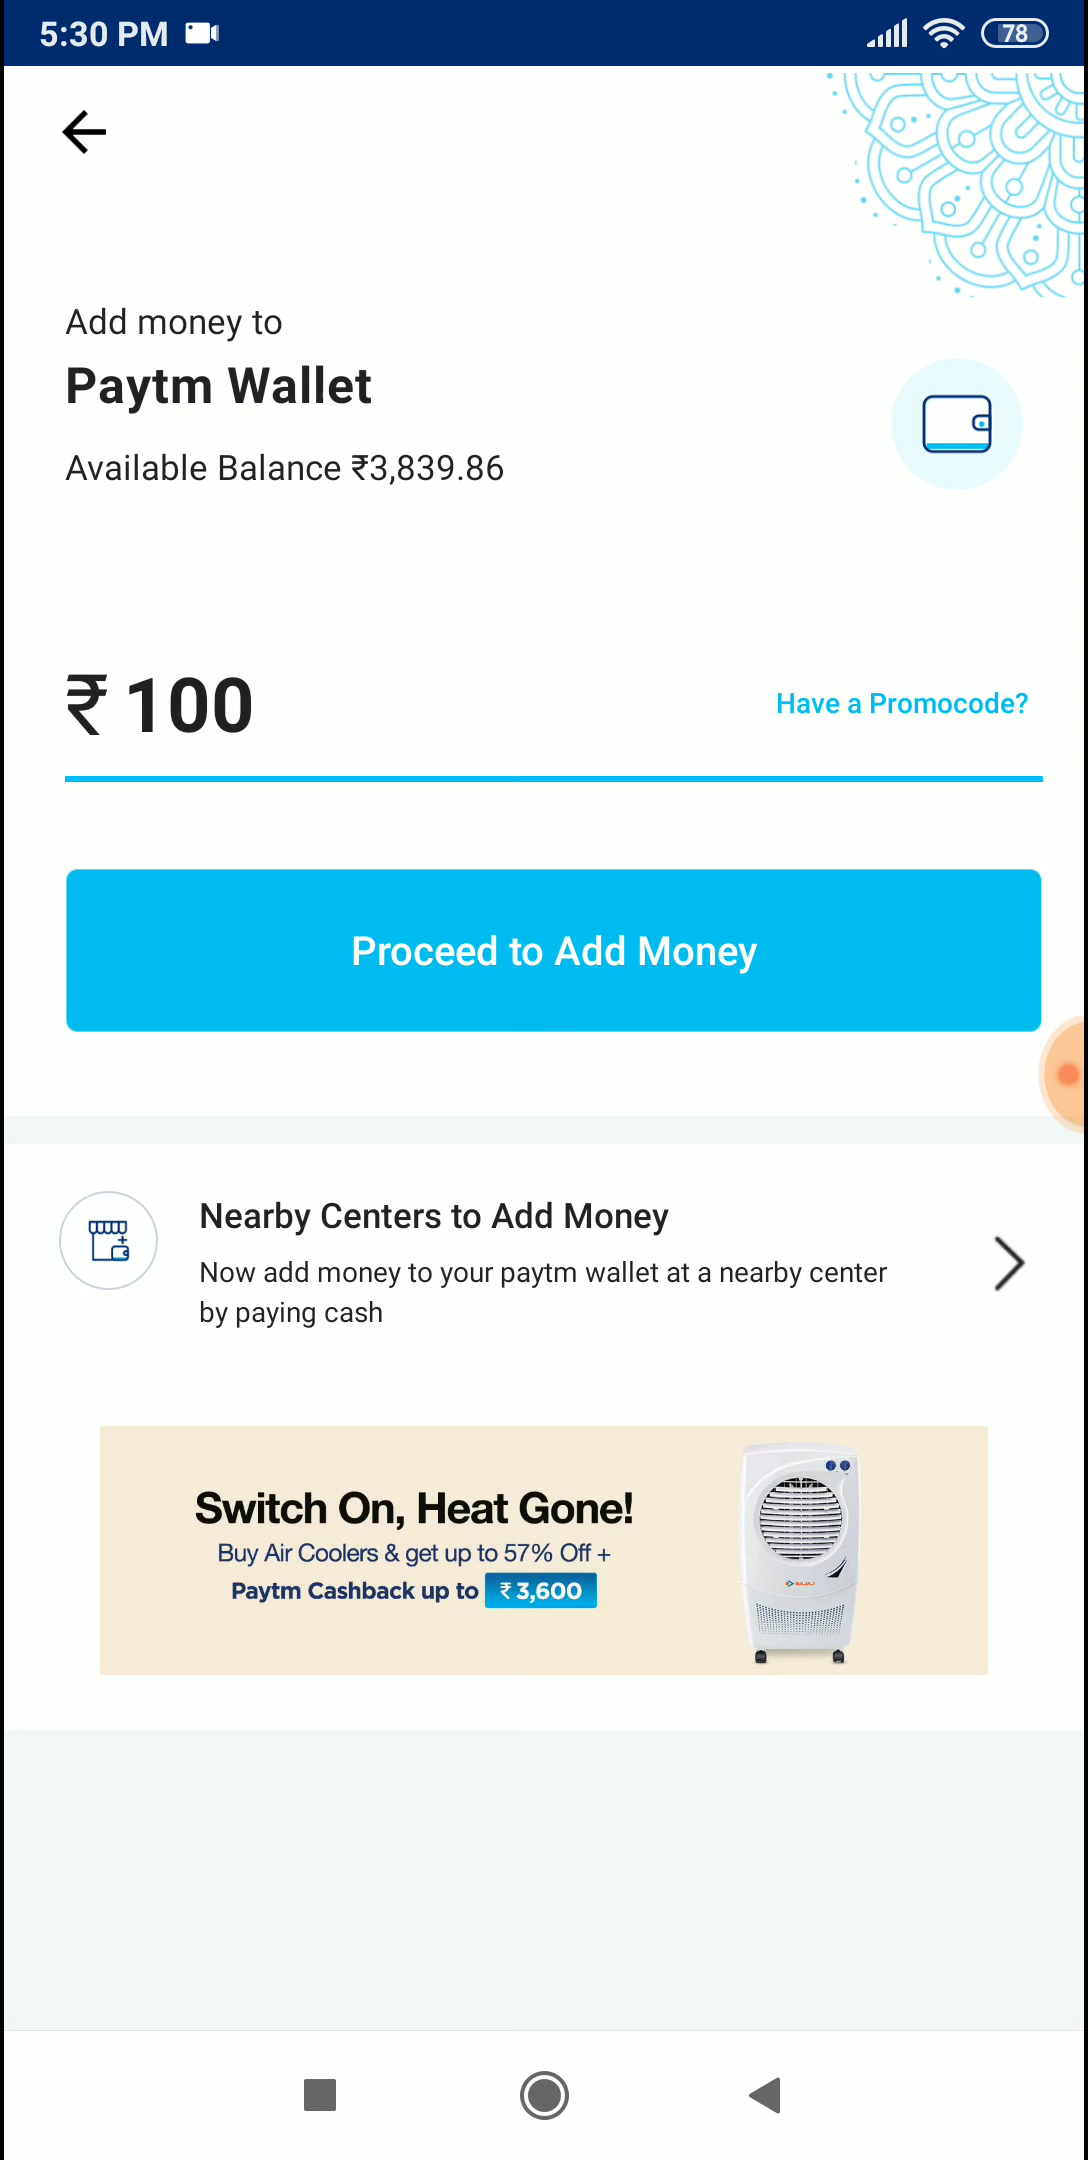 5:30 PM
78
Add money to
Paytm Wallet
Available Balance ₹3,839.86
₹ 100
Have a Promocode?
Proceed to Add Money
Nearby Centers to Add Money
Now add money to your paytm wallet at a nearby center
by paying cash
Switch On, Heat Gone!
Buy Air Coolers & get up to 57% Off +
Paytm Cashback up to ₹ 3,600
BAJAJ